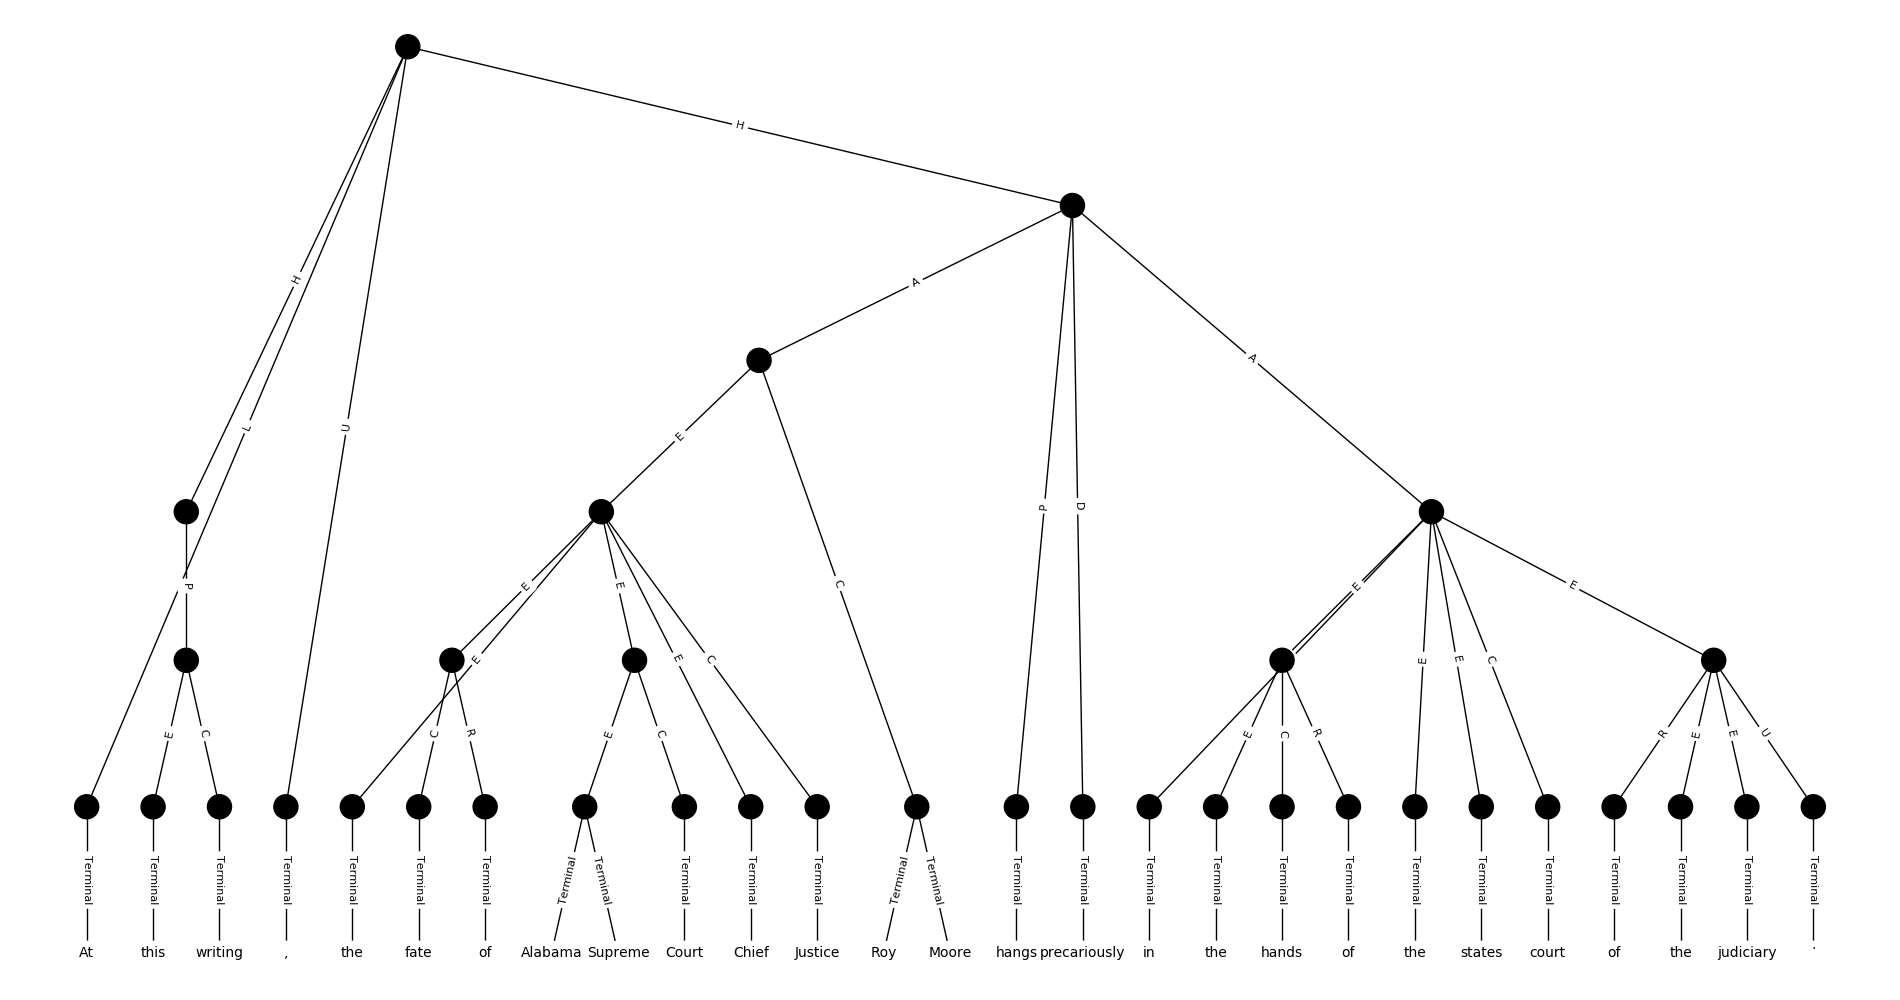 H
H
A
L
U
A
E
P
D
P
E
E
E
C
E
E
E
E
C
E
E
C
E
C
C
R
E
C
E
C
R
R
E
E
U
Terminal Terminal Terminal Terminal Terminal Terminal Terminal Terminal Terminal Terminal Terminal Terminal Terminal Terminal Terminal Terminal Terminal Terminal Terminal Terminal Terminal Terminal Terminal Terminal Terminal Terminal Terminal
At this writing , the fate of Alabama Supreme Court Chief Justice Roy Moore hangs precariously in the hands of the states court of the judiciary .